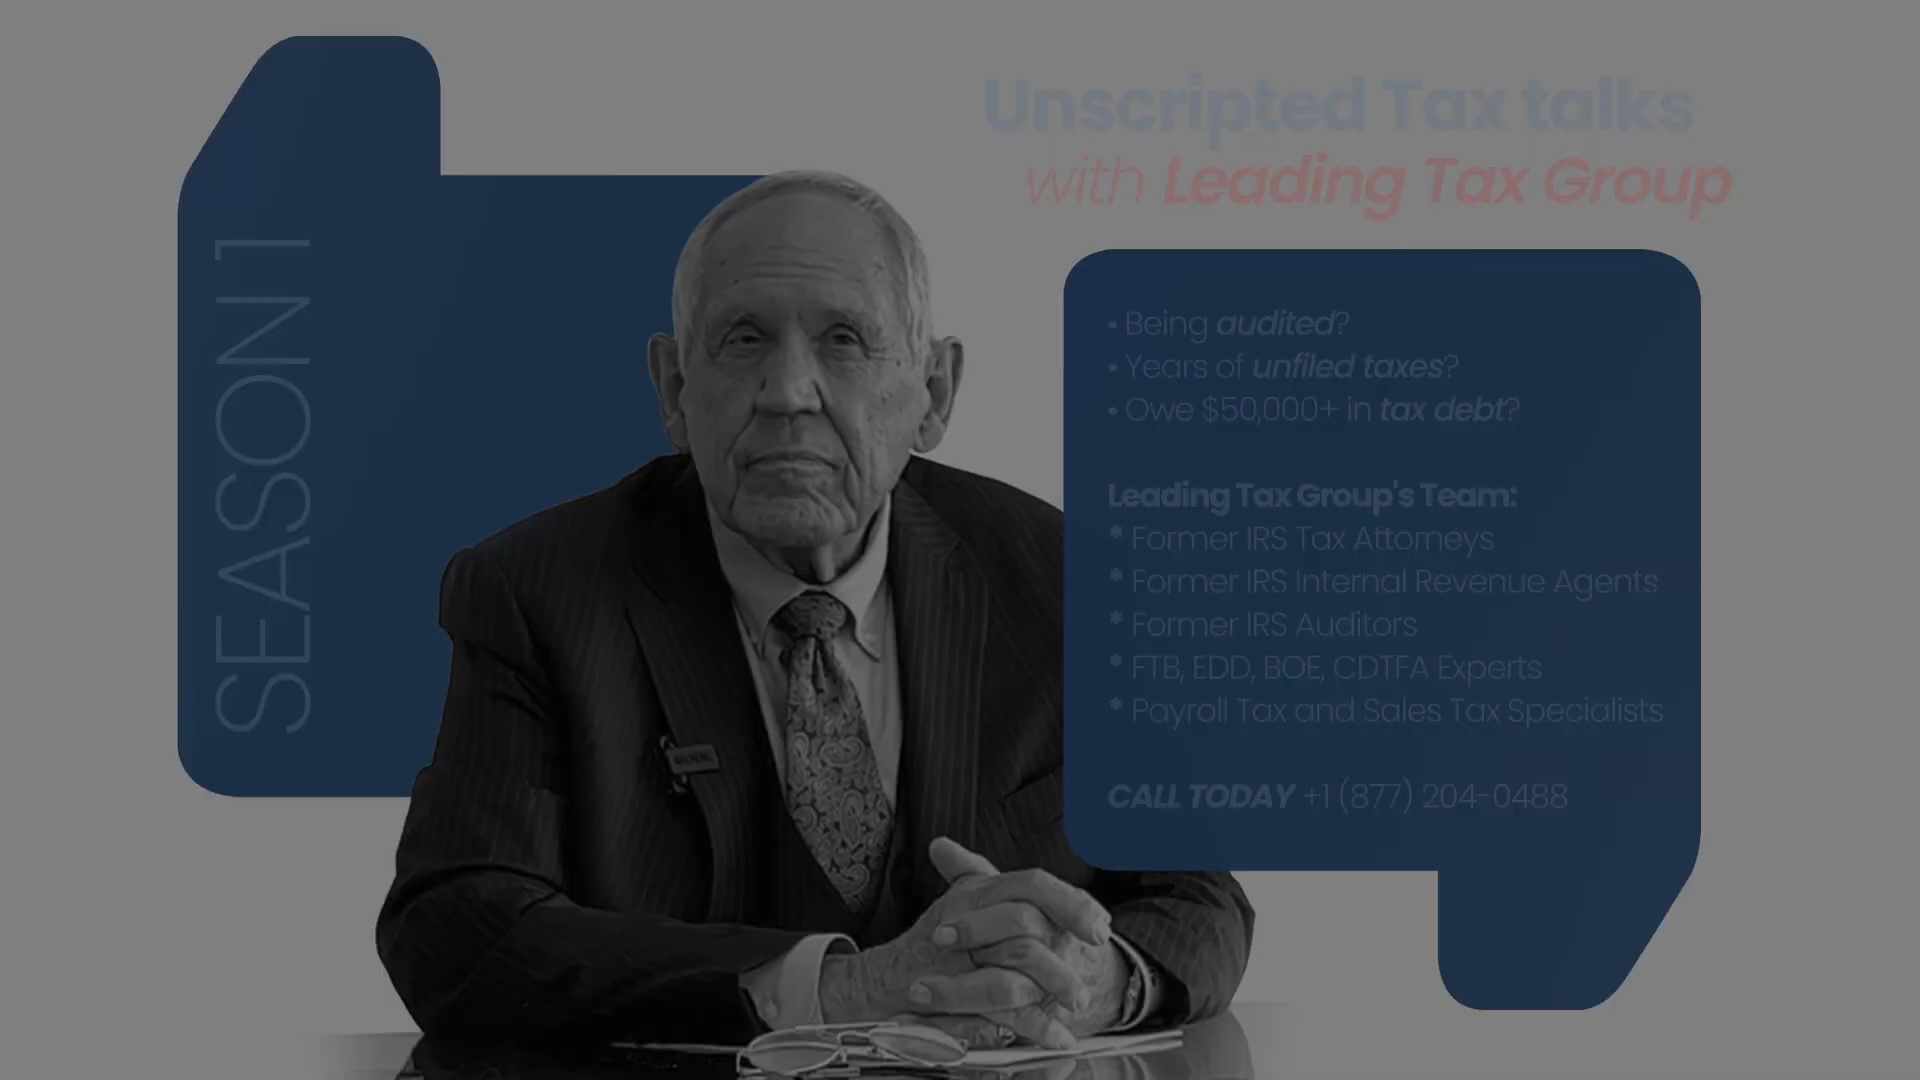 SEASON 1
Unscripted Tax talks
with Leading Tax Group
• Being audited?
• Years of unfiled taxes?
• Owe $50,000+ in tax debt?
Leading Tax Group's Team:
* Former IRS Tax Attorneys
* Former IRS Internal Revenue Agents
* Former IRS Auditors
* FTB, EDD, BOE, CDTFA Experts
* Payroll Tax and Sales Tax Specialists
CALL TODAY +1 (877) 204-0488